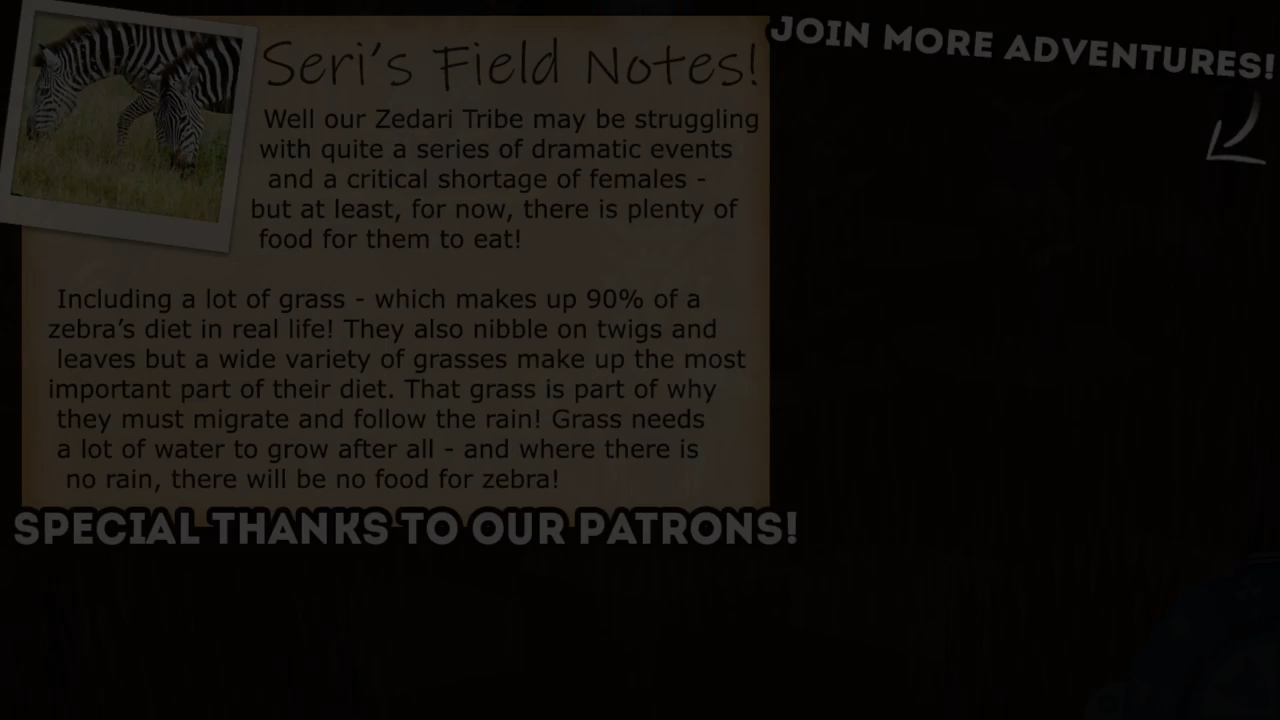 Seri's Field Notes!
JOIN MORE ADVENTURES!
Well our Zedari Tribe may be struggling
with quite a series of dramatic events
and a critical shortage of females -
but at least, for now, there is plenty of
food for them to eat!
Including a lot of grass - which makes up 90% of a
zebra's diet in real life! They also nibble on twigs and
leaves but a wide variety of grasses make up the most
important part of their diet. That grass is part of why
they must migrate and follow the rain! Grass needs
a lot of water to grow after all - and where there is
no rain, there will be no food for zebra!
SPECIAL THANKS TO OUR PATRONS!